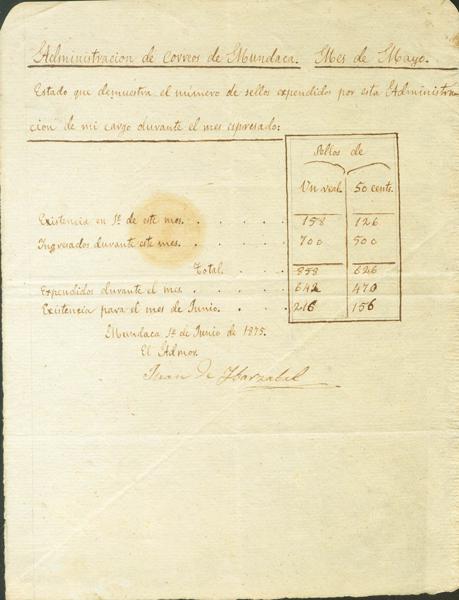 Administracion de Correos de Mundaca. Mes de Mayo.
Estado que demuestra el número de sellos expendidos por esta Administra
cion de mi cargo durante el mes espresado:
Sellos de
Un real 50 cents.
Existencia en 1º de este mes. . . . . 158 126
Ingresados durante este mes. . . . . 700 500
Total. . . . 858 626
Expendidos durante el mes. . . . . 642 470
Existencia para el mes de Junio. . . . 216 156
Mundaca 1º de Junio de 1875.
El Admor.
Juan de Ybarzabal